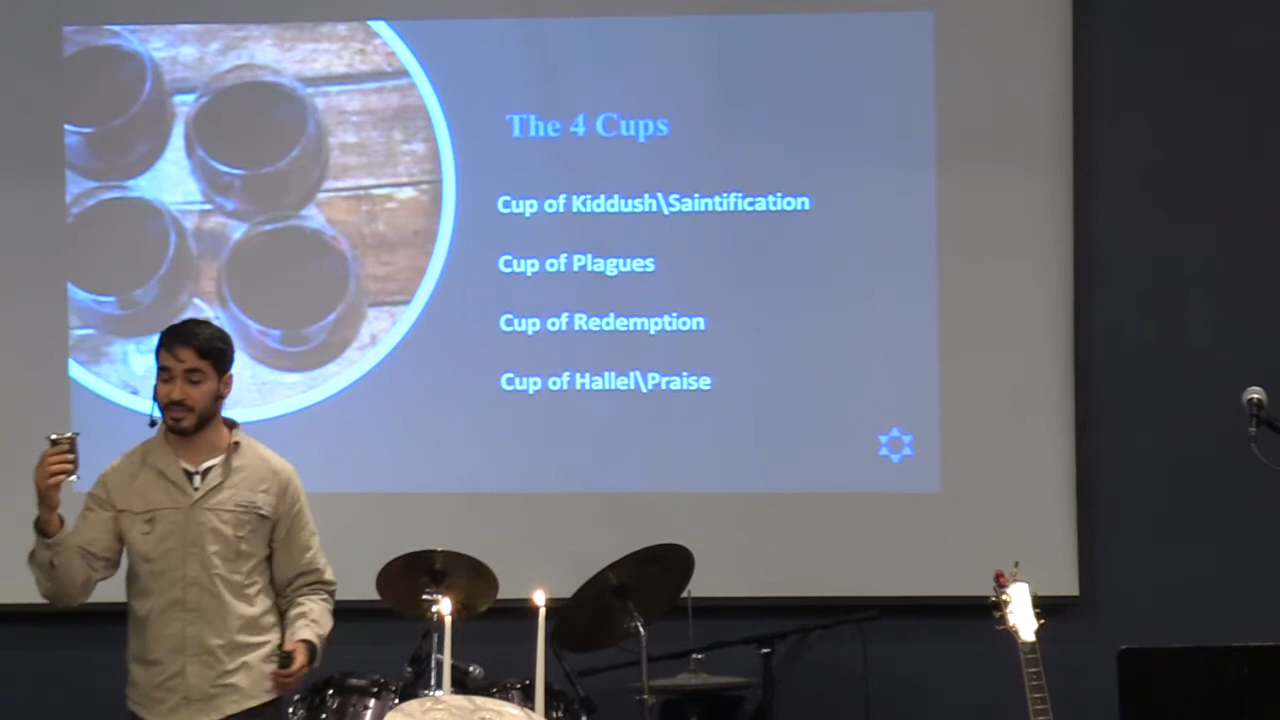 The 4 Cups
Cup of Kiddush\Saintification
Cup of Plagues
Cup of Redemption
Cup of Hallel\Praise